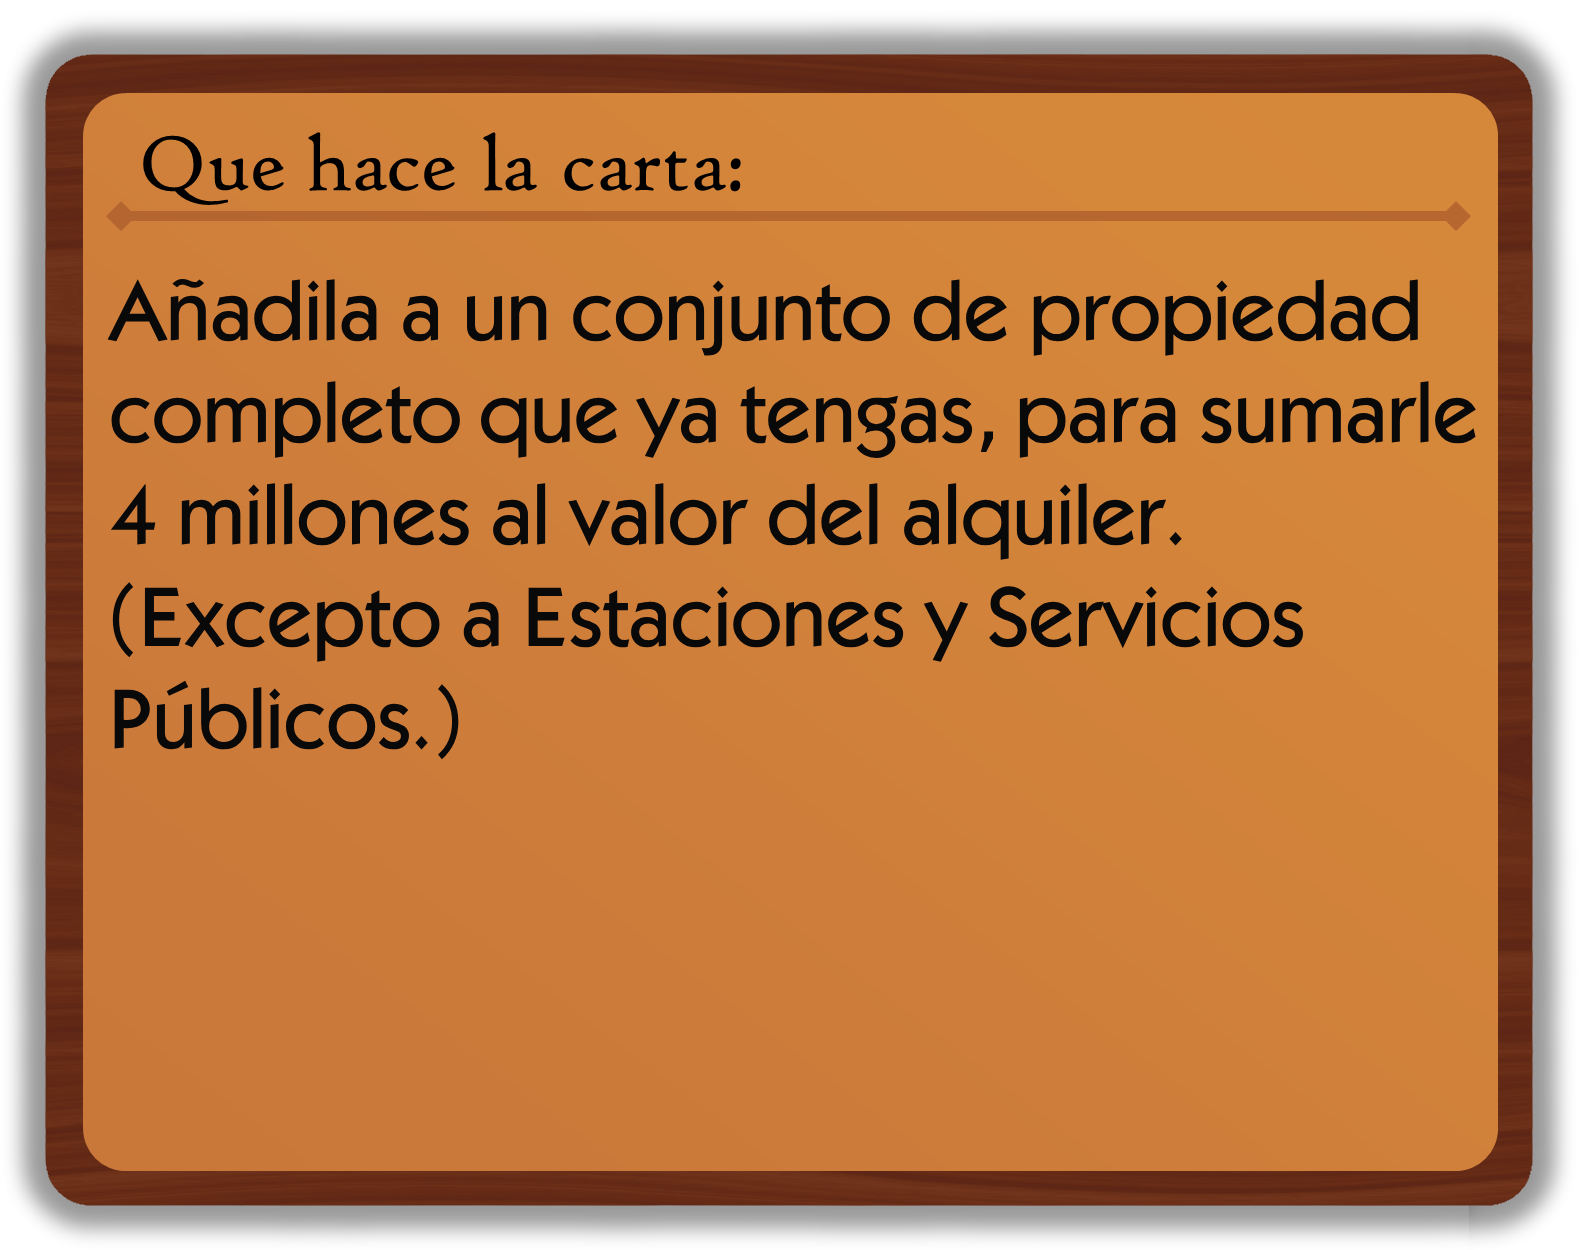 Que hace la carta:
Añadila a un conjunto de propiedad
completo que ya tengas, para sumarle
4 millones al valor del alquiler.
(Excepto a Estaciones y Servicios
Públicos.)